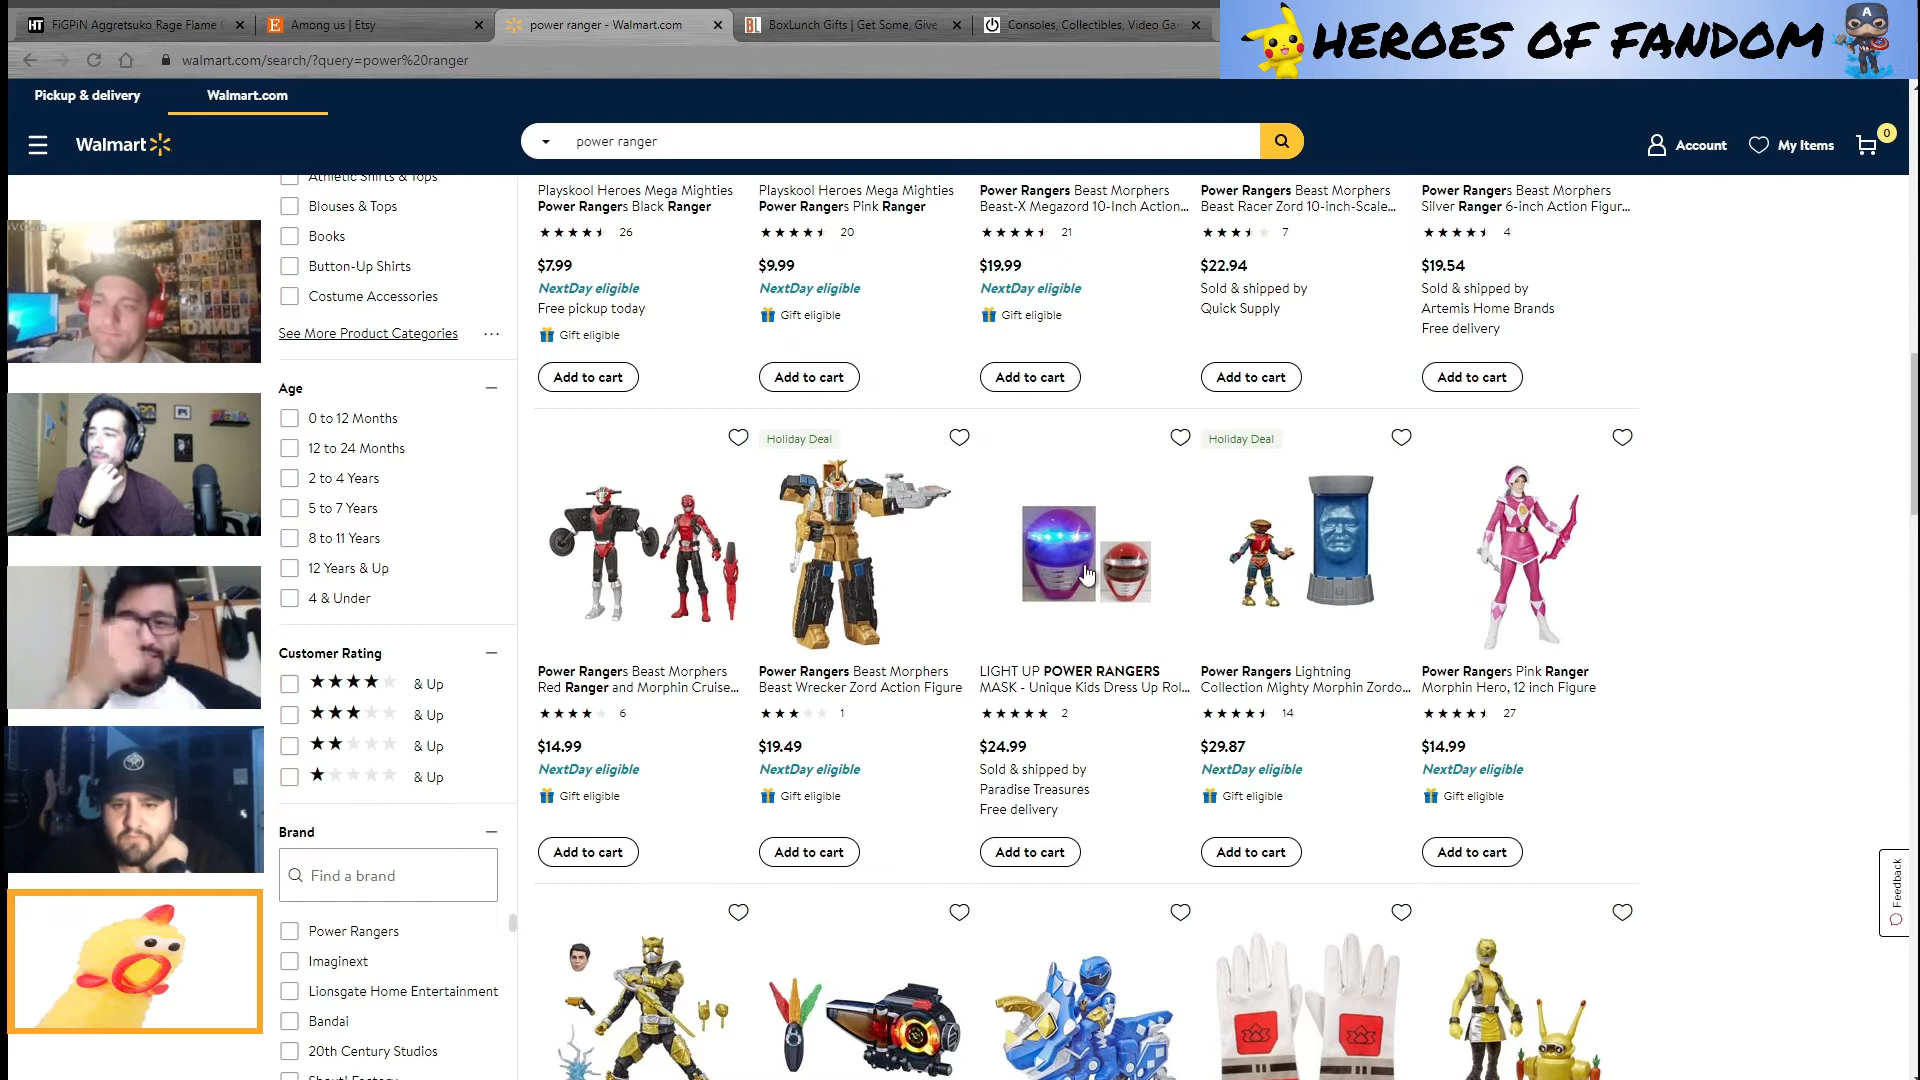 FiGPiN Aggretsuko Rage Flame
Among us | Etsy
power ranger - Walmart.com
BoxLunch Gifts | Get Some, Give
Consoles, Collectibles, Video Ga
HEROES OF FANDOM
walmart.com/search/?query=power%20ranger
Pickup & delivery
Walmart.com
Walmart
power ranger
Account
My Items
0
Athletic Shirts & Tops
Blouses & Tops
Books
Button-Up Shirts
Costume Accessories
See More Product Categories
Age
0 to 12 Months
12 to 24 Months
2 to 4 Years
5 to 7 Years
8 to 11 Years
12 Years & Up
4 & Under
Customer Rating
& Up
& Up
& Up
& Up
Brand
Find a brand
Power Rangers
Imaginext
Lionsgate Home Entertainment
Bandai
20th Century Studios
Shout! Factory
Playskool Heroes Mega Mighties
Power Rangers Black Ranger
26
$7.99
NextDay eligible
Free pickup today
Gift eligible
Add to cart
Playskool Heroes Mega Mighties
Power Rangers Pink Ranger
20
$9.99
NextDay eligible
Gift eligible
Add to cart
Power Rangers Beast Morphers
Beast-X Megazord 10-Inch Action...
21
$19.99
NextDay eligible
Gift eligible
Add to cart
Power Rangers Beast Morphers
Beast Racer Zord 10-inch-Scale...
7
$22.94
Sold & shipped by
Quick Supply
Add to cart
Power Rangers Beast Morphers
Silver Ranger 6-inch Action Figur...
4
$19.54
Sold & shipped by
Artemis Home Brands
Free delivery
Add to cart
Power Rangers Beast Morphers
Red Ranger and Morphin Cruise...
6
$14.99
NextDay eligible
Gift eligible
Add to cart
Holiday Deal
Power Rangers Beast Morphers
Beast Wrecker Zord Action Figure
1
$19.49
NextDay eligible
Gift eligible
Add to cart
LIGHT UP POWER RANGERS
MASK - Unique Kids Dress Up Rol...
2
$24.99
Sold & shipped by
Paradise Treasures
Free delivery
Add to cart
Holiday Deal
Power Rangers Lightning
Collection Mighty Morphin Zordo...
14
$29.87
NextDay eligible
Gift eligible
Add to cart
Power Rangers Pink Ranger
Morphin Hero, 12 inch Figure
27
$14.99
NextDay eligible
Gift eligible
Add to cart
Feedback